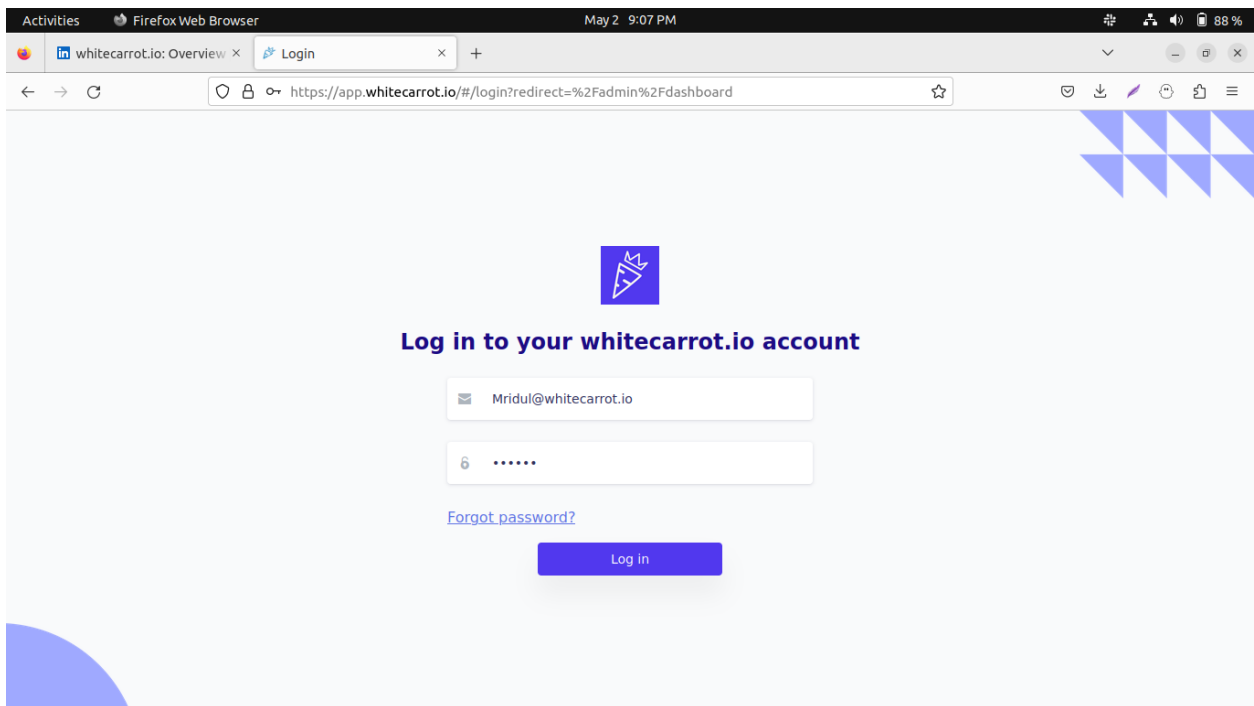 Activities Firefox Web Browser May 2 9:07 PM 88 %
in whitecarrot.io: Overview Login
https://app.whitecarrot.io/#/login?redirect=%2Fadmin%2Fdashboard
Log in to your whitecarrot.io account
Mridul@whitecarrot.io
••••••
Forgot password?
Log in